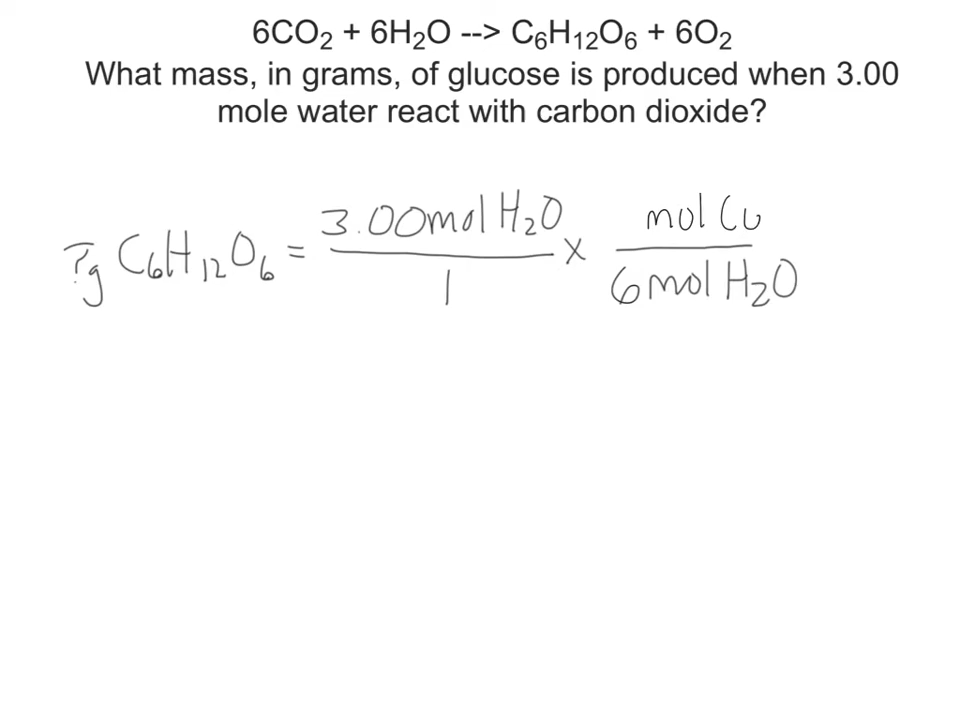 6CO₂ + 6H₂O --> C₆H₁₂O₆ + 6O₂
What mass, in grams, of glucose is produced when 3.00
mole water react with carbon dioxide?
?g C₆H₁₂O₆ = 3.00mol H₂O / 1 x mol C₆ / 6mol H₂O